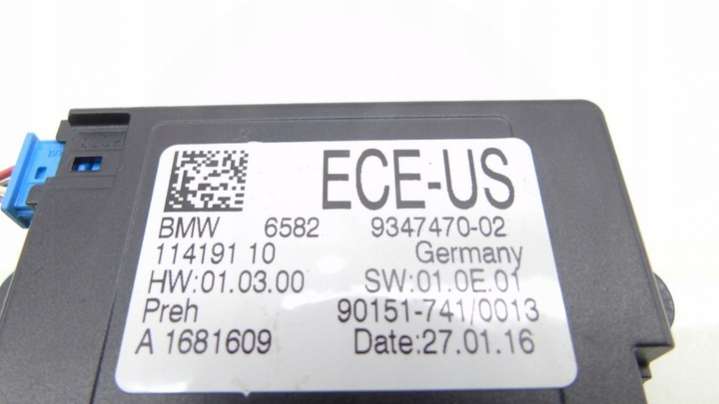 ECE-US
BMW 6582 9347470-02
114191 10 Germany
HW:01.03.00 SW:01.0E.01
Preh 90151-741/0013
A 1681609 Date:27.01.16